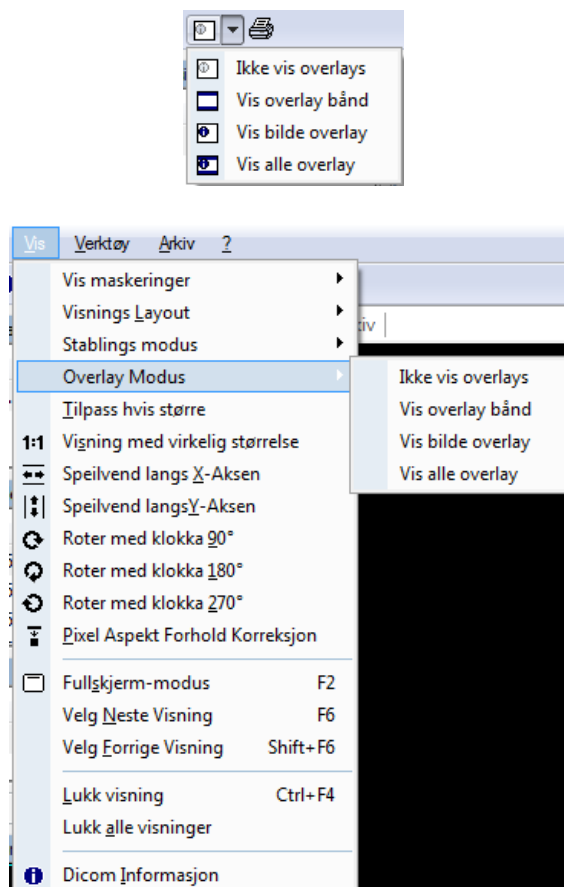 Ikke vis overlays
Vis overlay bånd
Vis bilde overlay
Vis alle overlay
Vis Verktøy Arkiv ?
Vis maskeringer
Visnings Layout
Stablings modus
Overlay Modus
Ikke vis overlays
Vis overlay bånd
Vis bilde overlay
Vis alle overlay
Tilpass hvis større
1:1 Visning med virkelig størrelse
Speilvend langs X-Aksen
Speilvend langsY-Aksen
Roter med klokka 90°
Roter med klokka 180°
Roter med klokka 270°
Pixel Aspekt Forhold Korreksjon
Fullskjerm-modus F2
Velg Neste Visning F6
Velg Forrige Visning Shift+F6
Lukk visning Ctrl+F4
Lukk alle visninger
Dicom Informasjon